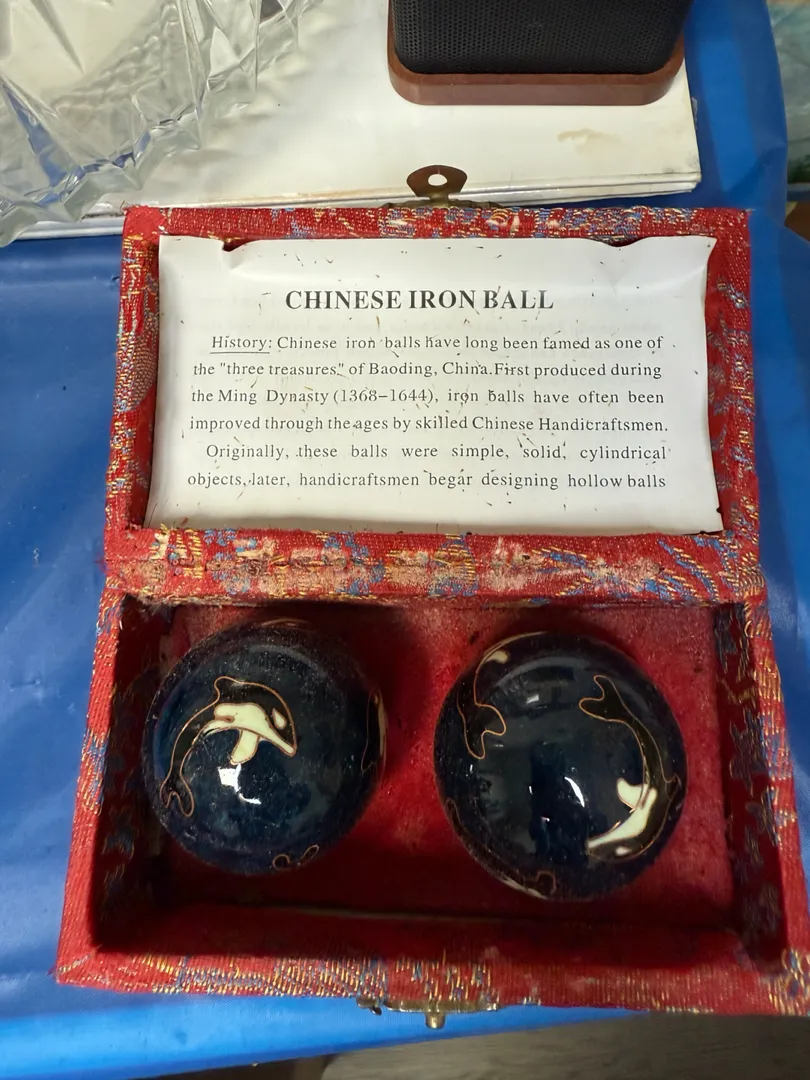 CHINESE IRON BALL
History: Chinese iron balls have long been famed as one of
the "three treasures" of Baoding, China.First produced during
the Ming Dynasty (1368-1644), iron balls have often been
improved through the ages by skilled Chinese Handicraftsmen.
Originally, these balls were simple, solid, cylindrical
objects, later, handicraftsmen began designing hollow balls